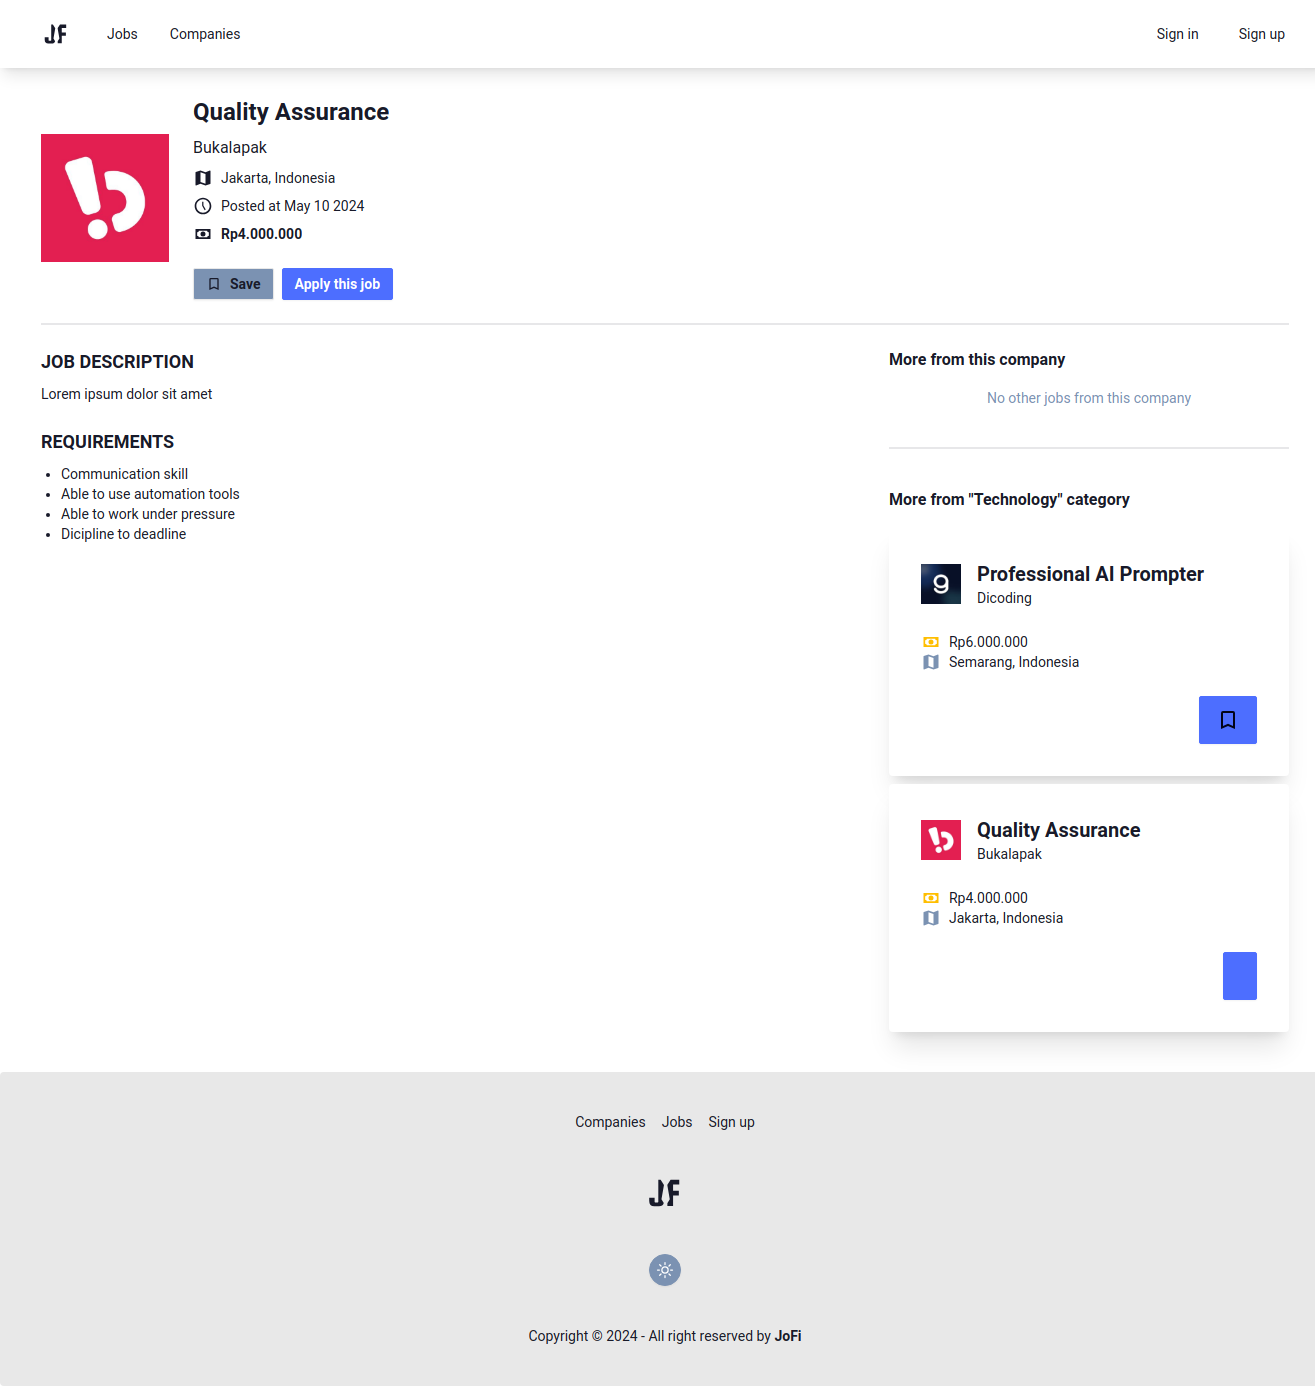 JF
Jobs
Companies
Sign in
Sign up
Quality Assurance
Bukalapak
Jakarta, Indonesia
Posted at May 10 2024
Rp4.000.000
Save
Apply this job
JOB DESCRIPTION
Lorem ipsum dolor sit amet
REQUIREMENTS
Communication skill
Able to use automation tools
Able to work under pressure
Dicipline to deadline
More from this company
No other jobs from this company
More from "Technology" category
Professional AI Prompter
Dicoding
Rp6.000.000
Semarang, Indonesia
Quality Assurance
Bukalapak
Rp4.000.000
Jakarta, Indonesia
Companies Jobs Sign up
JF
Copyright © 2024 - All right reserved by JoFi